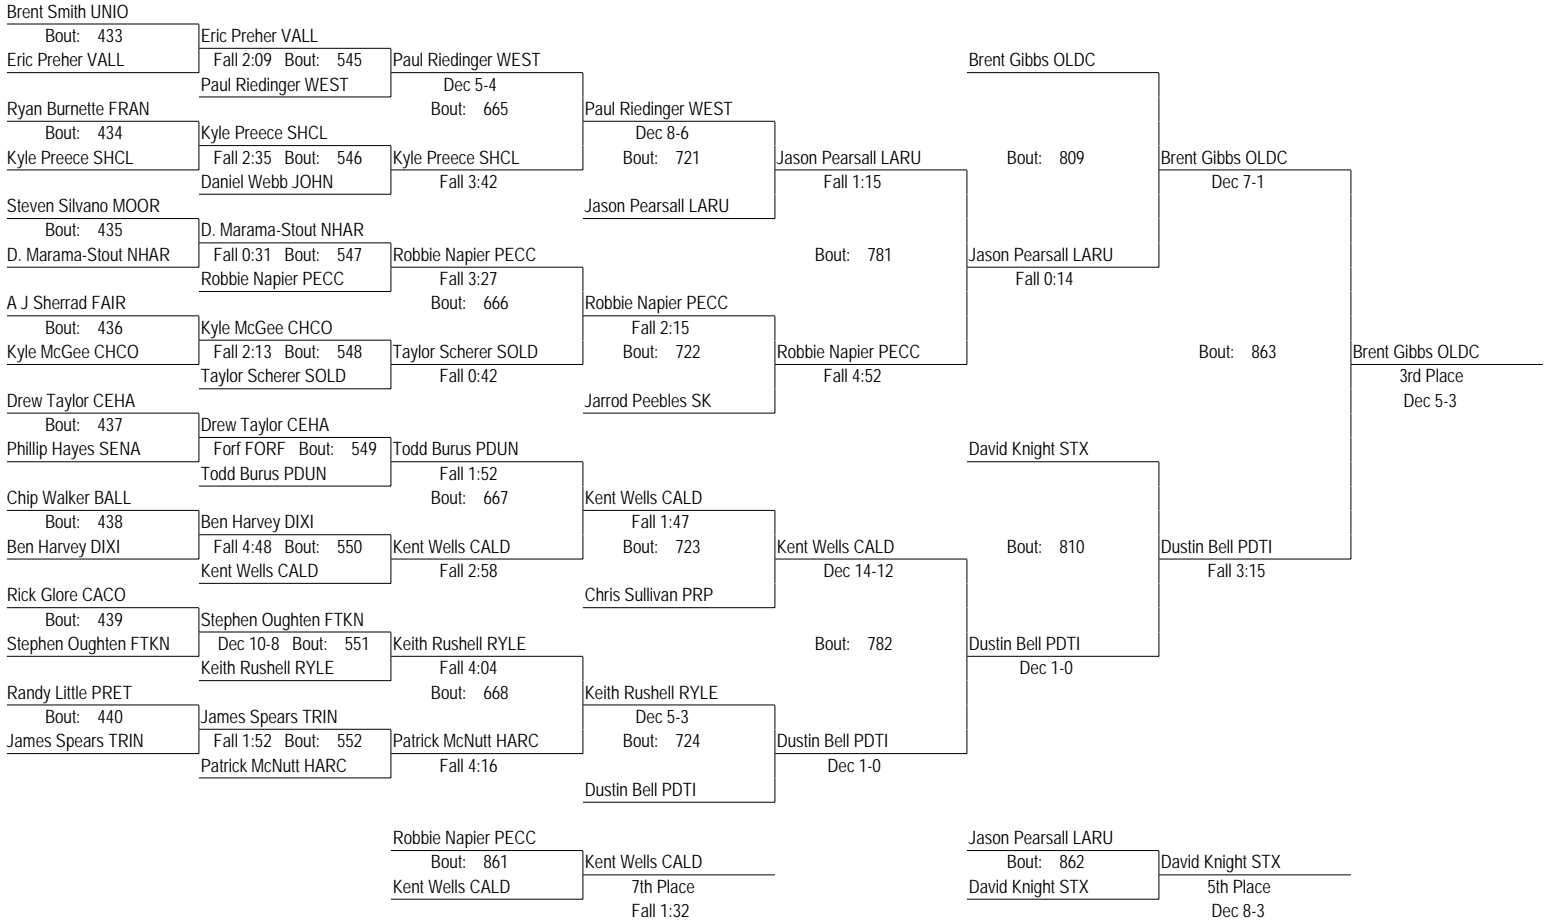 Brent Smith UNIO
Bout: 433 Eric Preher VALL
Eric Preher VALL Fall 2:09 Bout: 545 Paul Riedinger WEST Brent Gibbs OLDC
Paul Riedinger WEST Dec 5-4
Ryan Burnette FRAN Bout: 665 Paul Riedinger WEST
Bout: 434 Kyle Preece SHCL Dec 8-6
Kyle Preece SHCL Fall 2:35 Bout: 546 Kyle Preece SHCL Bout: 721 Jason Pearsall LARU Bout: 809 Brent Gibbs OLDC
Daniel Webb JOHN Fall 3:42 Fall 1:15 Dec 7-1
Steven Silvano MOOR Jason Pearsall LARU
Bout: 435 D. Marama-Stout NHAR
D. Marama-Stout NHAR Fall 0:31 Bout: 547 Robbie Napier PECC Bout: 781 Jason Pearsall LARU
Robbie Napier PECC Fall 3:27 Fall 0:14
A J Sherrad FAIR Bout: 666 Robbie Napier PECC
Bout: 436 Kyle McGee CHCO Fall 2:15
Kyle McGee CHCO Fall 2:13 Bout: 548 Taylor Scherer SOLD Bout: 722 Robbie Napier PECC Bout: 863 Brent Gibbs OLDC
Taylor Scherer SOLD Fall 0:42 Fall 4:52 3rd Place
Drew Taylor CEHA Jarrod Peebles SK Dec 5-3
Bout: 437 Drew Taylor CEHA
Phillip Hayes SENA Forf FORF Bout: 549 Todd Burus PDUN David Knight STX
Todd Burus PDUN Fall 1:52
Chip Walker BALL Bout: 667 Kent Wells CALD
Bout: 438 Ben Harvey DIXI Fall 1:47
Ben Harvey DIXI Fall 4:48 Bout: 550 Kent Wells CALD Bout: 723 Kent Wells CALD Bout: 810 Dustin Bell PDTI
Kent Wells CALD Fall 2:58 Dec 14-12 Fall 3:15
Rick Glore CACO Chris Sullivan PRP
Bout: 439 Stephen Oughten FTKN
Stephen Oughten FTKN Dec 10-8 Bout: 551 Keith Rushell RYLE Bout: 782 Dustin Bell PDTI
Keith Rushell RYLE Fall 4:04 Dec 1-0
Randy Little PRET Bout: 668 Keith Rushell RYLE
Bout: 440 James Spears TRIN Dec 5-3
James Spears TRIN Fall 1:52 Bout: 552 Patrick McNutt HARC Bout: 724 Dustin Bell PDTI
Patrick McNutt HARC Fall 4:16 Dec 1-0
Dustin Bell PDTI
Robbie Napier PECC Jason Pearsall LARU
Bout: 861 Kent Wells CALD Bout: 862 David Knight STX
Kent Wells CALD 7th Place David Knight STX 5th Place
Fall 1:32 Dec 8-3